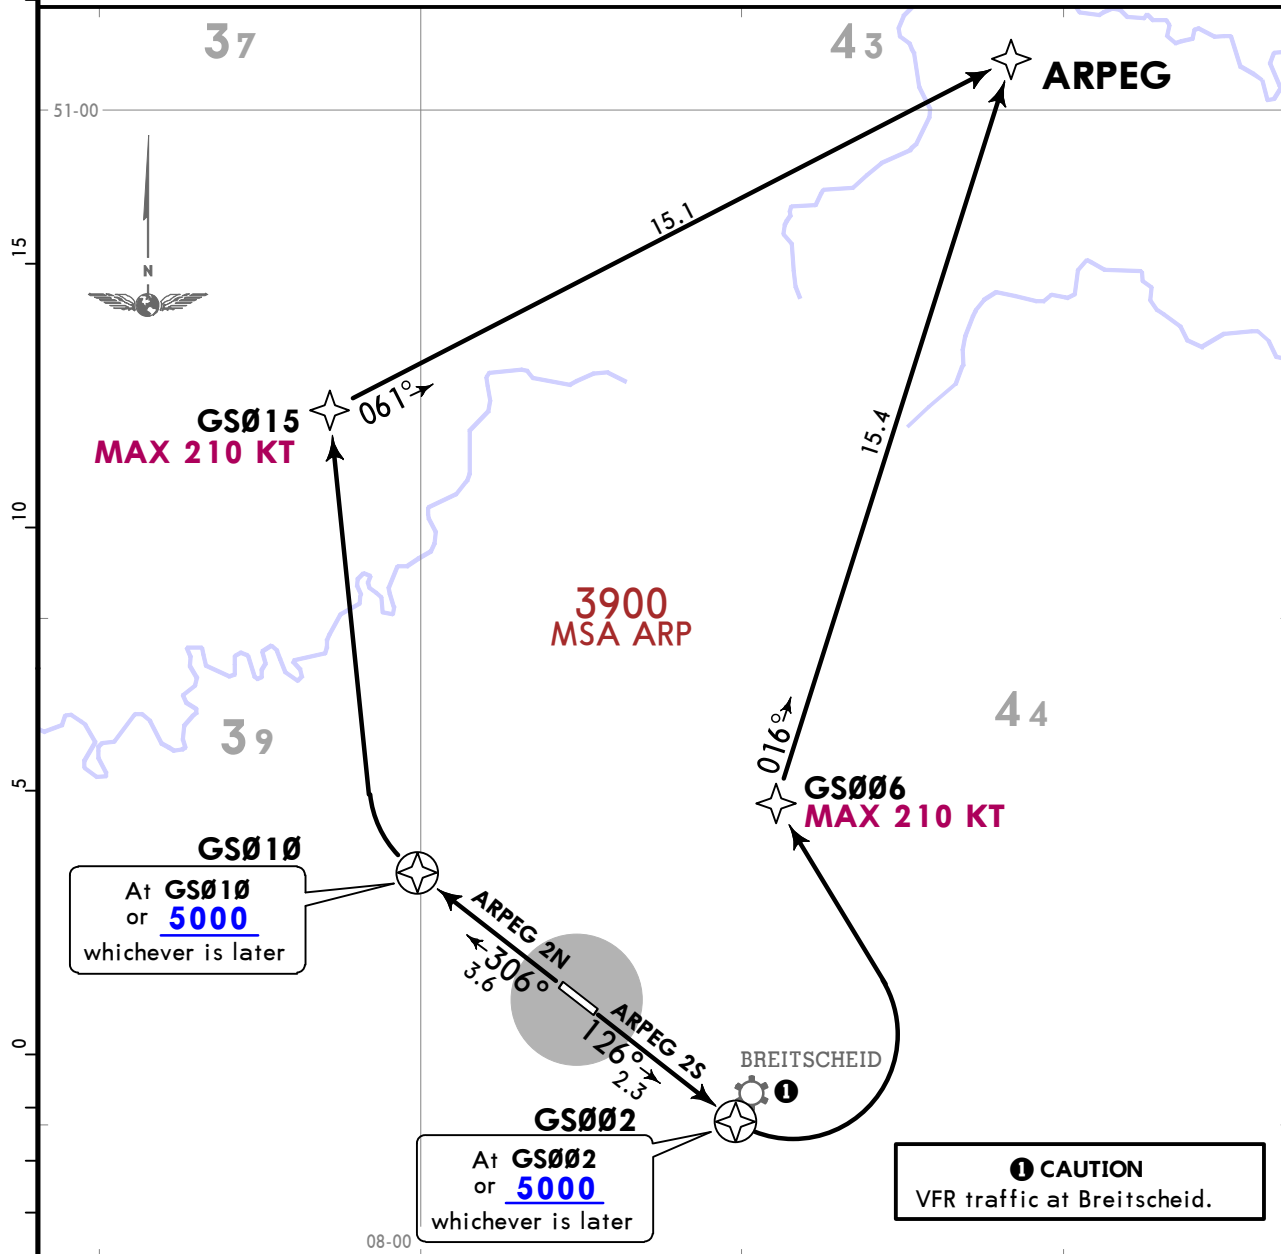 37
43
ARPEG
51-00
15
N
15.1
GSØ15
MAX 210 KT
061°
15.4
10
3900
MSA ARP
39
44
016°
5
GSØØ6
MAX 210 KT
GSØ1Ø
At GSØ1Ø
or 5000
whichever is later
ARPEG 2N
306°
3.6
ARPEG 2S
126°
2.3
0
BREITSCHEID
1
GSØØ2
At GSØØ2
or 5000
whichever is later
1 CAUTION
VFR traffic at Breitscheid.
08-00